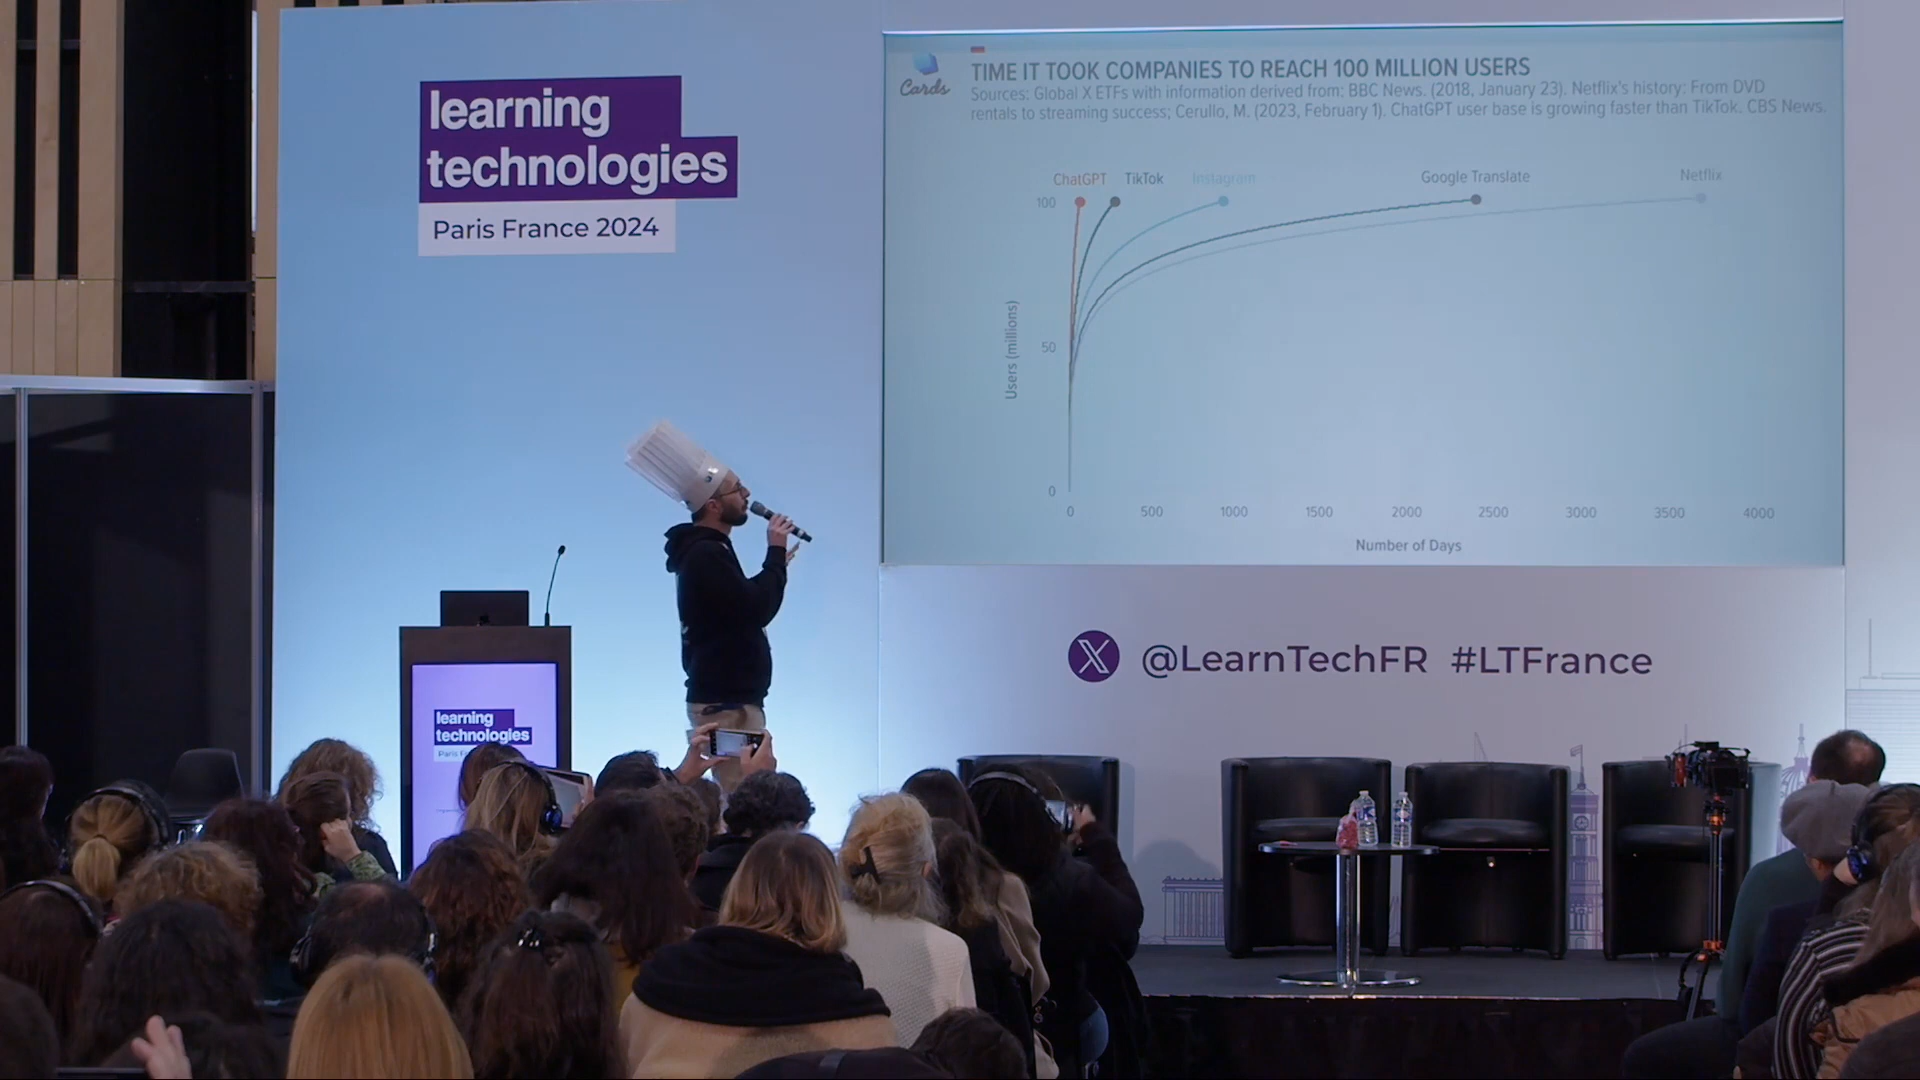 learning
technologies
Paris France 2024
Cards
TIME IT TOOK COMPANIES TO REACH 100 MILLION USERS
Sources: Global X ETFs with information derived from: BBC News. (2018, January 23). Netflix's history: From DVD
rentals to streaming success; Cerullo, M. (2023, February 1). ChatGPT user base is growing faster than TikTok. CBS News.
ChatGPT TikTok Instagram Google Translate Netflix
100
50
0
Users (millions)
0 500 1000 1500 2000 2500 3000 3500 4000
Number of Days
X @LearnTechFR #LTFrance
learning
technologies
Paris